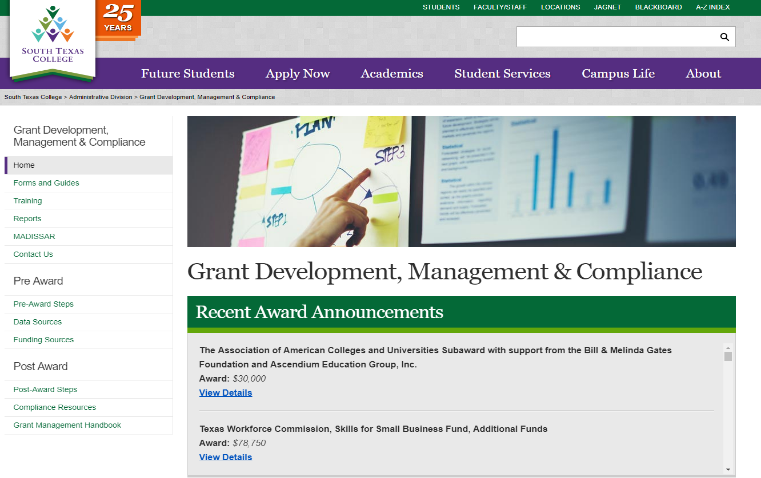 STUDENTS FACULTY/STAFF LOCATIONS JAGNET BLACKBOARD A-Z INDEX
25
YEARS
SOUTH TEXAS
COLLEGE
Future Students Apply Now Academics Student Services Campus Life About
South Texas College > Administrative Division > Grant Development, Management & Compliance
Grant Development,
Management & Compliance
Home
Forms and Guides
Training
Reports
MADISSAR
Contact Us
Pre Award
Pre-Award Steps
Data Sources
Funding Sources
Post Award
Post-Award Steps
Compliance Resources
Grant Management Handbook
PLAN
STEP3
STEP1
Statistical
0.40
Grant Development, Management & Compliance
Recent Award Announcements
The Association of American Colleges and Universities Subaward with support from the Bill & Melinda Gates
Foundation and Ascendium Education Group, Inc.
Award: $30,000
View Details
Texas Workforce Commission, Skills for Small Business Fund, Additional Funds
Award: $78,750
View Details